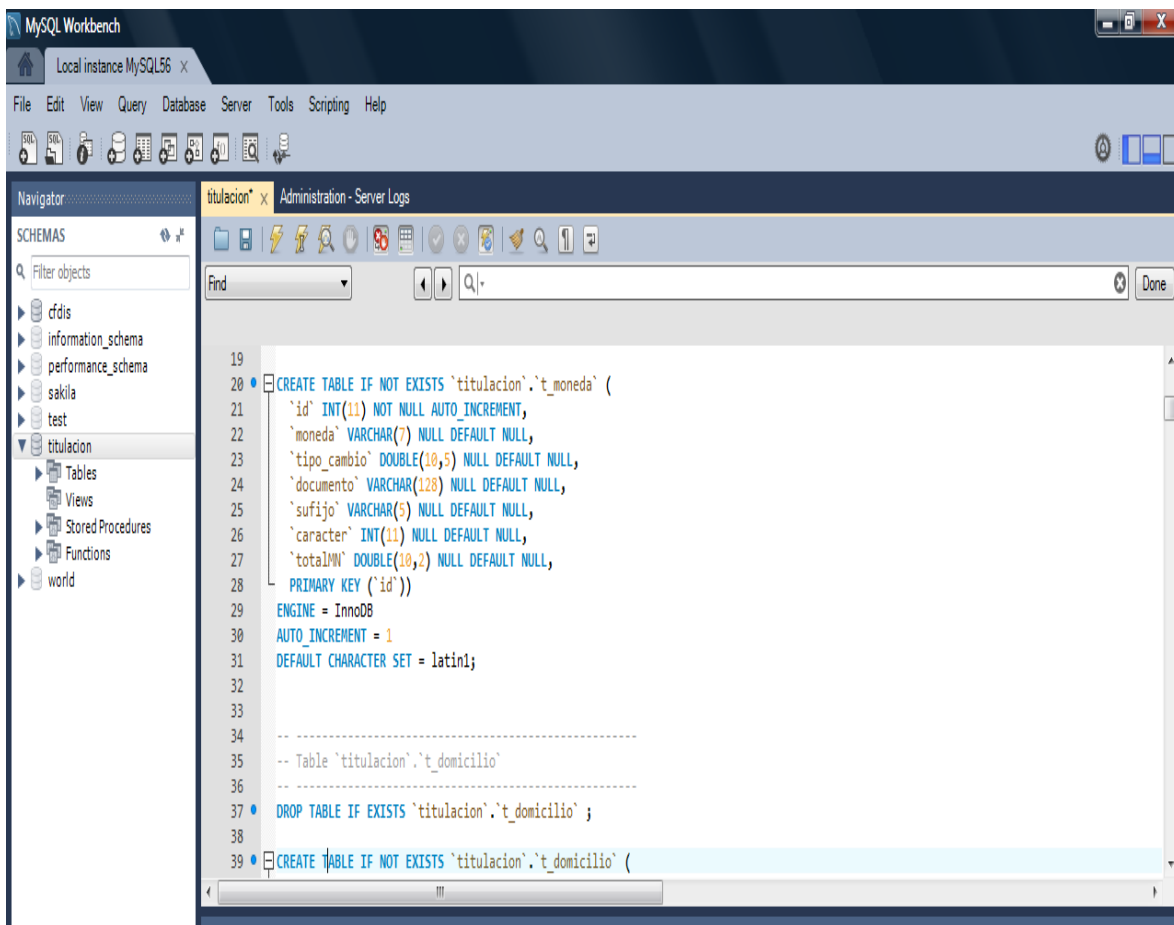 MySQL Workbench
Local instance MySQL56
File Edit View Query Database Server Tools Scripting Help
Navigator
SCHEMAS
Filter objects
cfdis
information_schema
performance_schema
sakila
test
titulacion
Tables
Views
Stored Procedures
Functions
world
titulacion* Administration - Server Logs
Find Done
19
20 CREATE TABLE IF NOT EXISTS `titulacion`.`t_moneda` (
21 `id` INT(11) NOT NULL AUTO_INCREMENT,
22 `moneda` VARCHAR(7) NULL DEFAULT NULL,
23 `tipo_cambio` DOUBLE(10,5) NULL DEFAULT NULL,
24 `documento` VARCHAR(128) NULL DEFAULT NULL,
25 `sufijo` VARCHAR(5) NULL DEFAULT NULL,
26 `caracter` INT(11) NULL DEFAULT NULL,
27 `totalMN` DOUBLE(10,2) NULL DEFAULT NULL,
28 PRIMARY KEY (`id`))
29 ENGINE = InnoDB
30 AUTO_INCREMENT = 1
31 DEFAULT CHARACTER SET = latin1;
32
33
34 -- -----------------------------------------------------
35 -- Table `titulacion`.`t_domicilio`
36 -- -----------------------------------------------------
37 DROP TABLE IF EXISTS `titulacion`.`t_domicilio` ;
38
39 CREATE TABLE IF NOT EXISTS `titulacion`.`t_domicilio` (